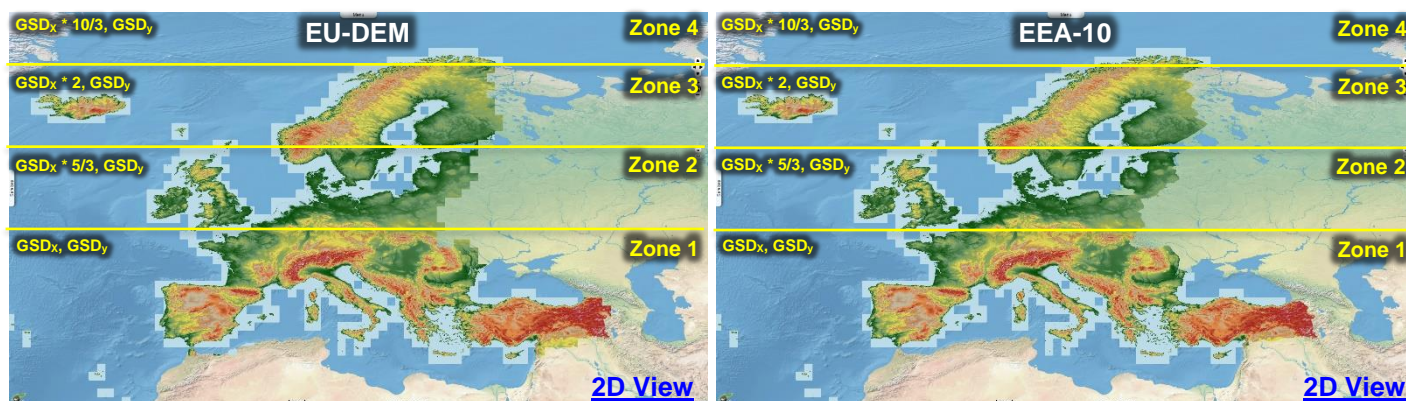 GSDx * 10/3, GSDy
EU-DEM
Zone 4
GSDx * 2, GSDy
Zone 3
GSDx * 5/3, GSDy
Zone 2
GSDx, GSDy
Zone 1
2D View
GSDx * 10/3, GSDy
EEA-10
Zone 4
GSDx * 2, GSDy
Zone 3
GSDx * 5/3, GSDy
Zone 2
GSDx, GSDy
Zone 1
2D View